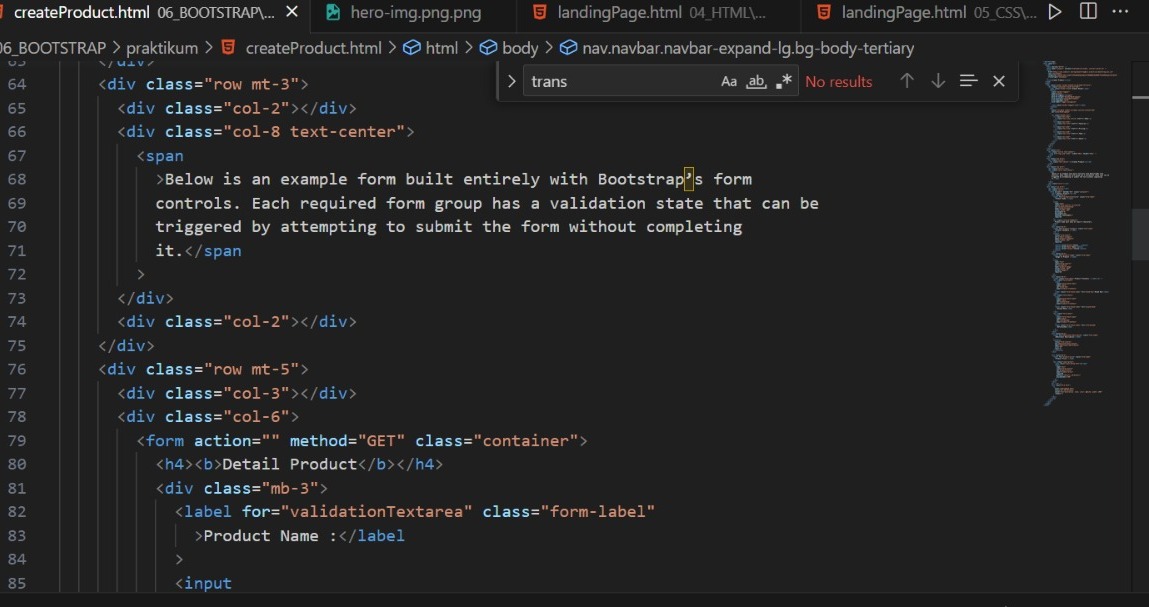 createProduct.html 06_BOOTSTRAP\... hero-img.png.png landingPage.html 04_HTML\... landingPage.html 05_CSS\...
06_BOOTSTRAP > praktikum > createProduct.html > html > body > nav.navbar.navbar-expand-lg.bg-body-tertiary
trans Aa ab .* No results
63 </div>
64 <div class="row mt-3">
65 <div class="col-2"></div>
66 <div class="col-8 text-center">
67 <span
68 >Below is an example form built entirely with Bootstrap’s form
69 controls. Each required form group has a validation state that can be
70 triggered by attempting to submit the form without completing
71 it.</span
72 >
73 </div>
74 <div class="col-2"></div>
75 </div>
76 <div class="row mt-5">
77 <div class="col-3"></div>
78 <div class="col-6">
79 <form action="" method="GET" class="container">
80 <h4><b>Detail Product</b></h4>
81 <div class="mb-3">
82 <label for="validationTextarea" class="form-label"
83 >Product Name :</label
84 >
85 <input